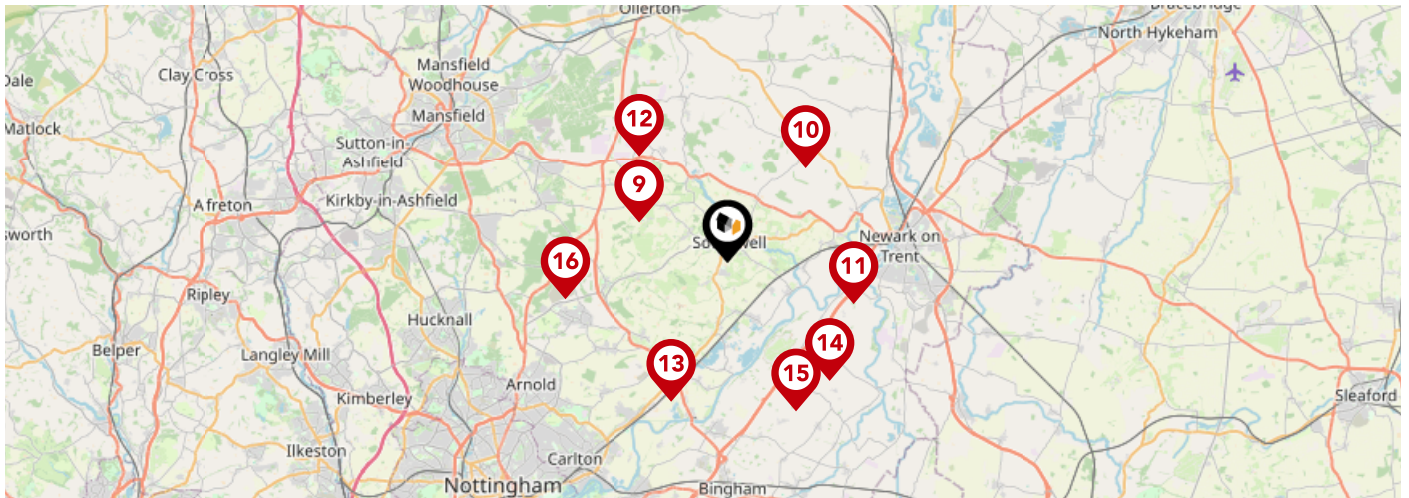 Ollerton
Bracebridge
North Hykeham
Clay Cross
Mansfield
Woodhouse
Dale
Mansfield
12
10
Matlock
Sutton-in-
Ashfield
9
Kirkby-in-Ashfield
Afreton
sworth
Newark on
Trent
16
11
Ripley
Hucknall
14
Belper
Langley Mill
13
15
Arnold
Kimberley
Sleaford
Ilkeston
Carlton
Nottingham
Bingham